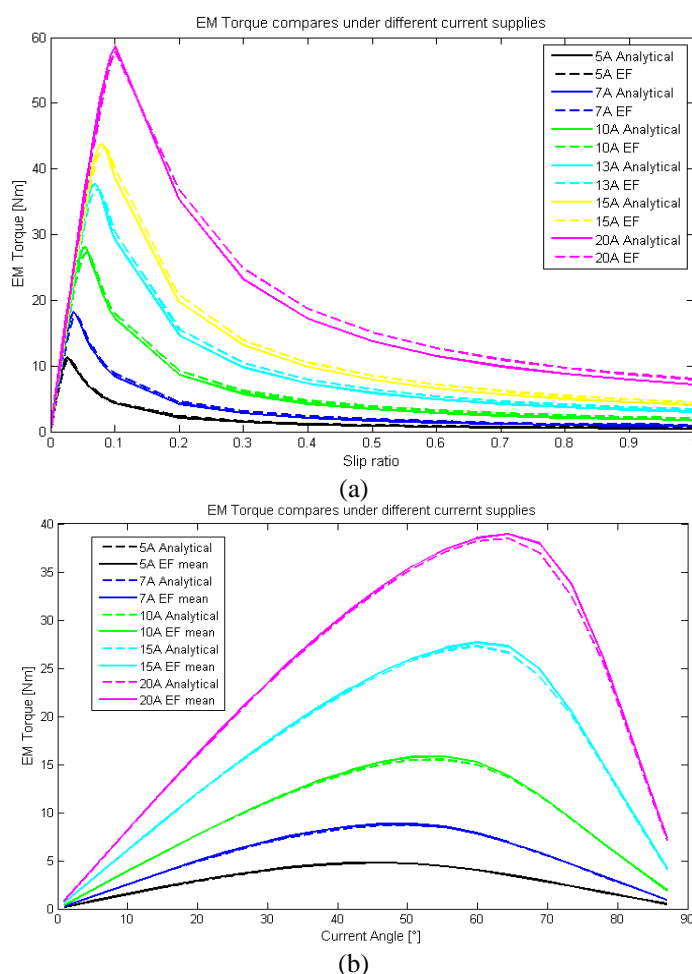 EM Torque compares under different current supplies
EM Torque [Nm]
60
50
40
30
20
10
0
5A Analytical
5A EF
7A Analytical
7A EF
10A Analytical
10A EF
13A Analytical
13A EF
15A Analytical
15A EF
20A Analytical
20A EF
0 0.1 0.2 0.3 0.4 0.5 0.6 0.7 0.8 0.9
Slip ratio
(a)
EM Torque compares under different currernt supplies
EM Torque [Nm]
40
35
30
25
20
15
10
5
0
5A Analytical
5A EF mean
7A Analytical
7A EF mean
10A Analytical
10A EF mean
15A Analytical
15A EF mean
20A Analytical
20A EF mean
0 10 20 30 40 50 60 70 80 90
Current Angle [°]
(b)